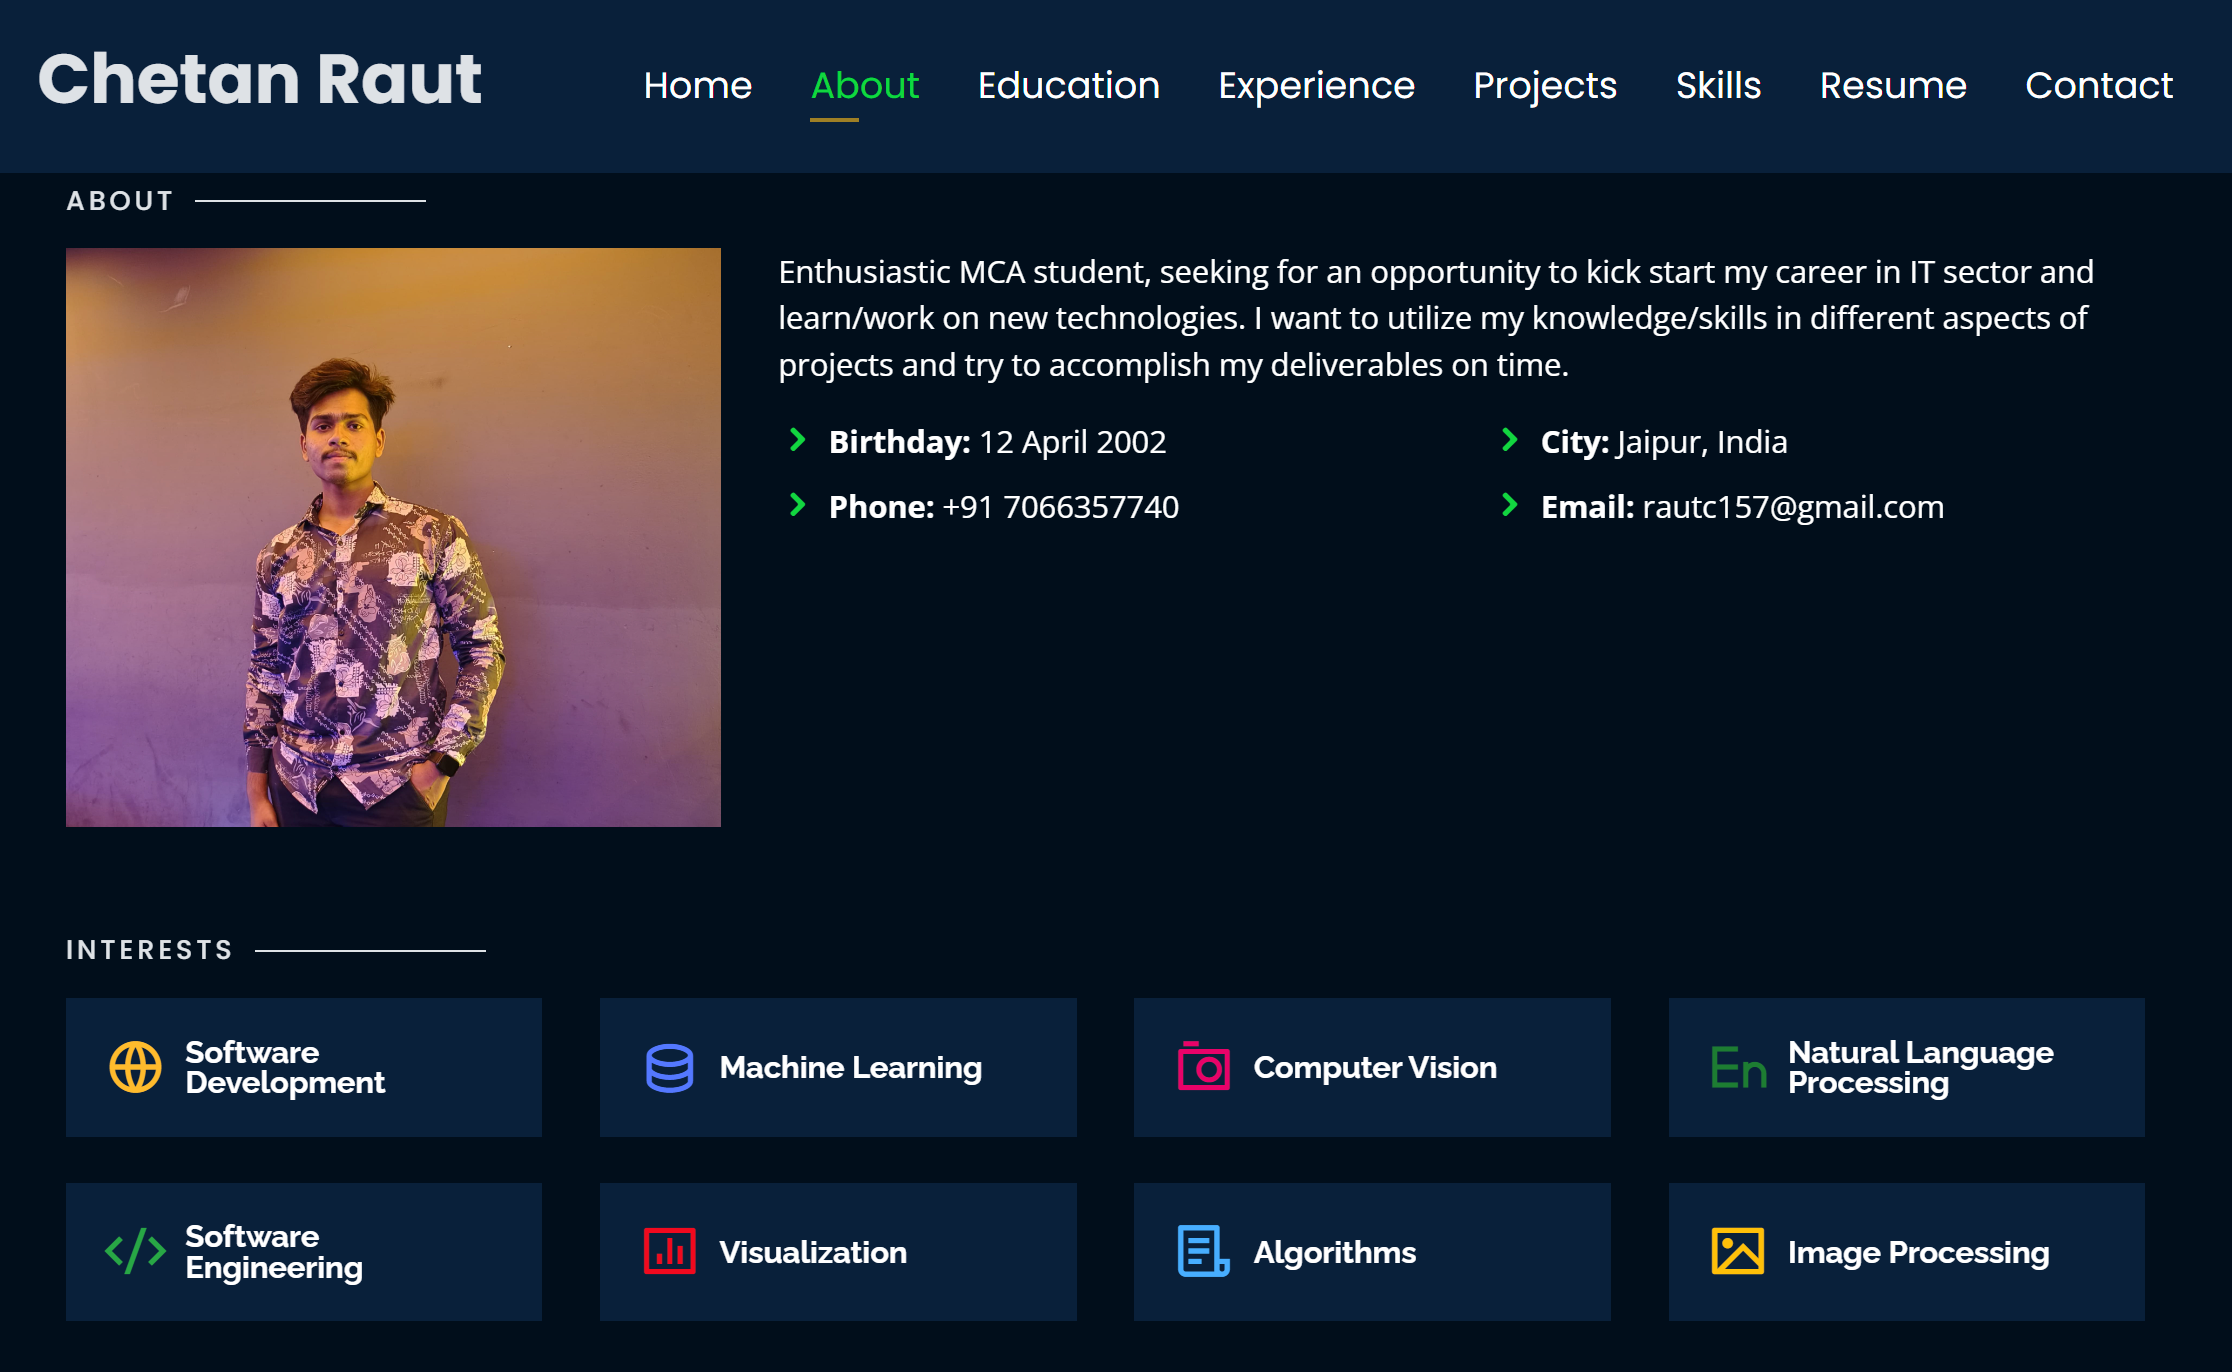 Chetan Raut
Home About Education Experience Projects Skills Resume Contact
ABOUT
Enthusiastic MCA student, seeking for an opportunity to kick start my career in IT sector and
learn/work on new technologies. I want to utilize my knowledge/skills in different aspects of
projects and try to accomplish my deliverables on time.
Birthday: 12 April 2002
City: Jaipur, India
Phone: +91 7066357740
Email: rautc157@gmail.com
INTERESTS
Software
Development
Machine Learning
Computer Vision
En
Natural Language
Processing
Software
Engineering
Visualization
Algorithms
Image Processing